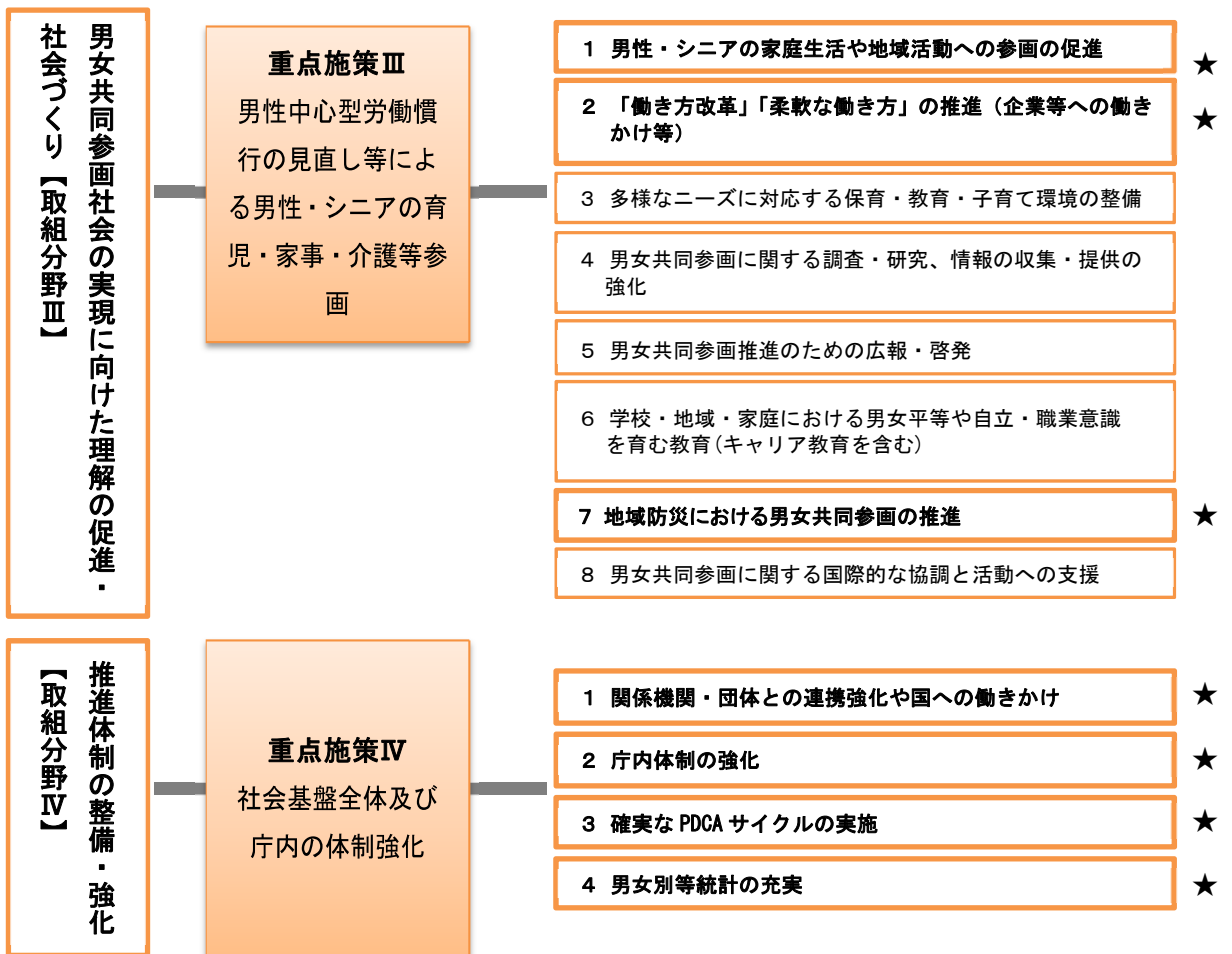 男女共同参画社会の実現に向けた理解の促進・
社会づくり【取組分野Ⅲ】
重点施策Ⅲ
男性中心型労働慣
行の見直し等によ
る男性・シニアの育
児・家事・介護等参
画
1 男性・シニアの家庭生活や地域活動への参画の促進
★
2 「働き方改革」「柔軟な働き方」の推進（企業等への働き
かけ等）
★
3 多様なニーズに対応する保育・教育・子育て環境の整備
4 男女共同参画に関する調査・研究、情報の収集・提供の
強化
5 男女共同参画推進のための広報・啓発
6 学校・地域・家庭における男女平等や自立・職業意識
を育む教育(キャリア教育を含む)
7 地域防災における男女共同参画の推進
★
8 男女共同参画に関する国際的な協調と活動への支援
推進体制の整備・強化
【取組分野Ⅳ】
重点施策Ⅳ
社会基盤全体及び
庁内の体制強化
1 関係機関・団体との連携強化や国への働きかけ
★
2 庁内体制の強化
★
3 確実な PDCA サイクルの実施
★
4 男女別等統計の充実
★